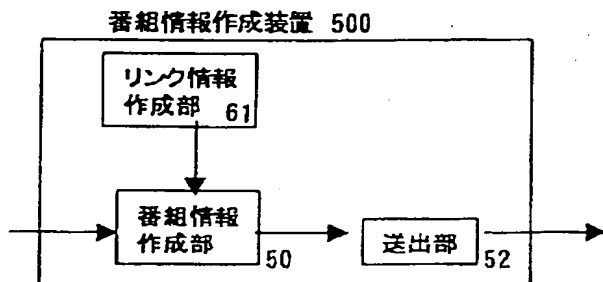 番組情報作成装置 500
リンク情報
作成部 61
番組情報
作成部 50
送出部 52